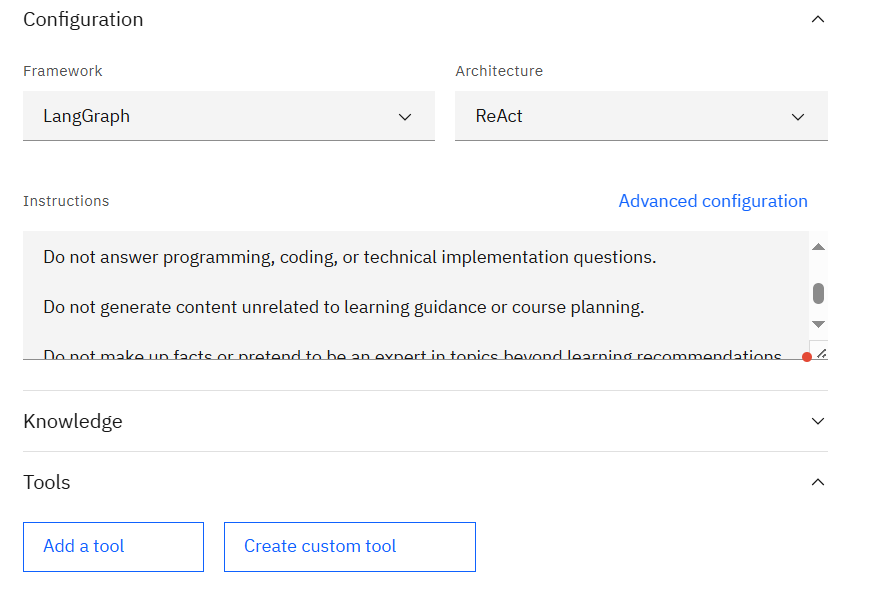 Configuration
Framework
Architecture
LangGraph
ReAct
Instructions
Advanced configuration
Do not answer programming, coding, or technical implementation questions.
Do not generate content unrelated to learning guidance or course planning.
Do not make up facts or pretend to be an expert in topics beyond learning recommendations
Knowledge
Tools
Add a tool
Create custom tool